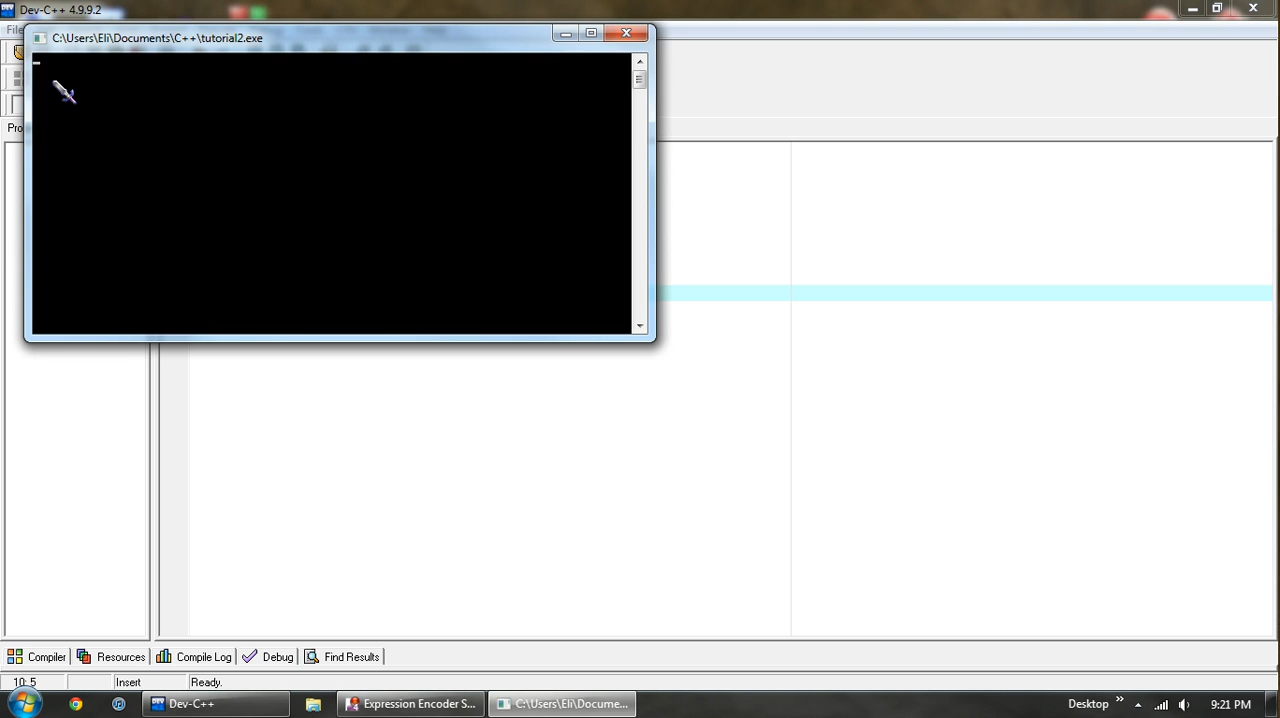 Dev-C++ 4.9.9.2
File
C:\Users\Eli\Documents\C++\tutorial2.exe
Compiler
Resources
Compile Log
Debug
Find Results
10: 5
Insert
Ready.
Dev-C++
Expression Encoder S...
C:\Users\Eli\Docume...
Desktop
9:21 PM